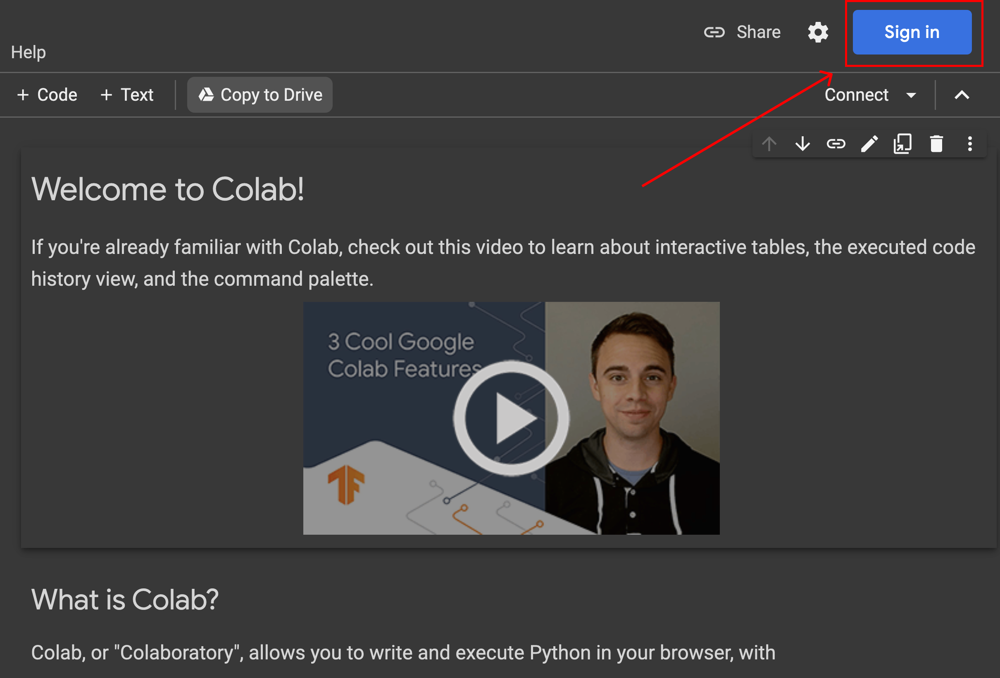 Share
Sign in
Help
+ Code
+ Text
Copy to Drive
Connect
Welcome to Colab!
If you're already familiar with Colab, check out this video to learn about interactive tables, the executed code
history view, and the command palette.
3 Cool Google
Colab Features
What is Colab?
Colab, or "Colaboratory", allows you to write and execute Python in your browser, with